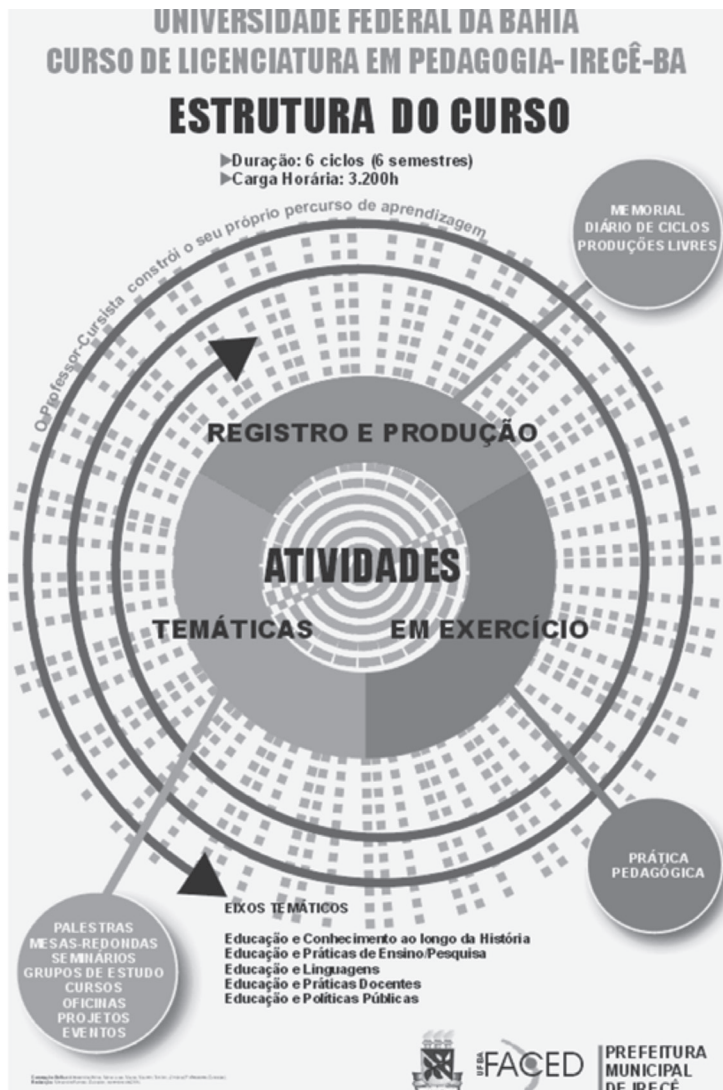 UNIVERSIDADE FEDERAL DA BAHIA
CURSO DE LICENCIATURA EM PEDAGOGIA- IRECÊ-BA
ESTRUTURA DO CURSO
Duração: 6 ciclos (6 semestres)
Carga Horária: 3.200h
O Professor-Cursista constrói o seu próprio percurso de aprendizagem
MEMORIAL
DIÁRIO DE CICLOS
PRODUÇÕES LIVRES
REGISTRO E PRODUÇÃO
ATIVIDADES
TEMÁTICAS
EM EXERCÍCIO
PRÁTICA
PEDAGÓGICA
PALESTRAS
MESAS-REDONDAS
SEMINÁRIOS
GRUPOS DE ESTUDO
CURSOS
OFICINAS
PROJETOS
EVENTOS
EIXOS TEMÁTICOS
Educação e Conhecimento ao longo da História
Educação e Práticas de Ensino/Pesquisa
Educação e Linguagens
Educação e Práticas Docentes
Educação e Políticas Públicas
UFBA
FACED
PREFEITURA
MUNICIPAL
DE IRECÊ